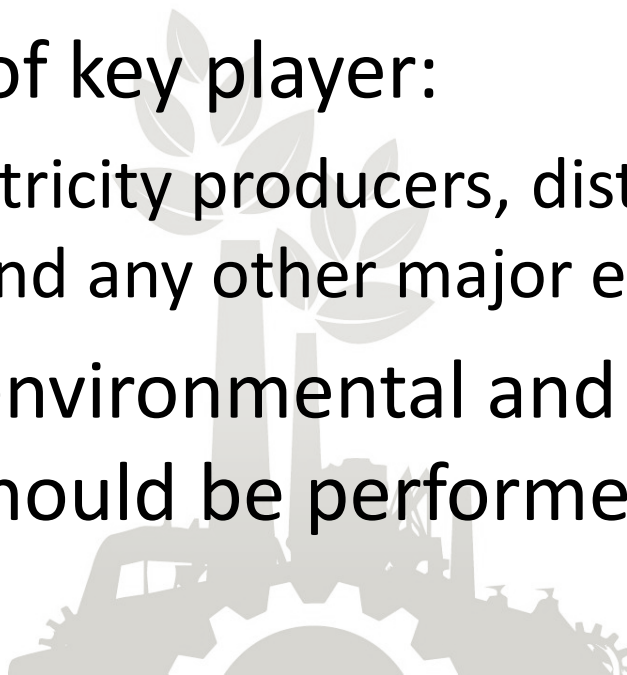 of key player:
tricity producers, dist
nd any other major e
nvironmental and
hould be performe